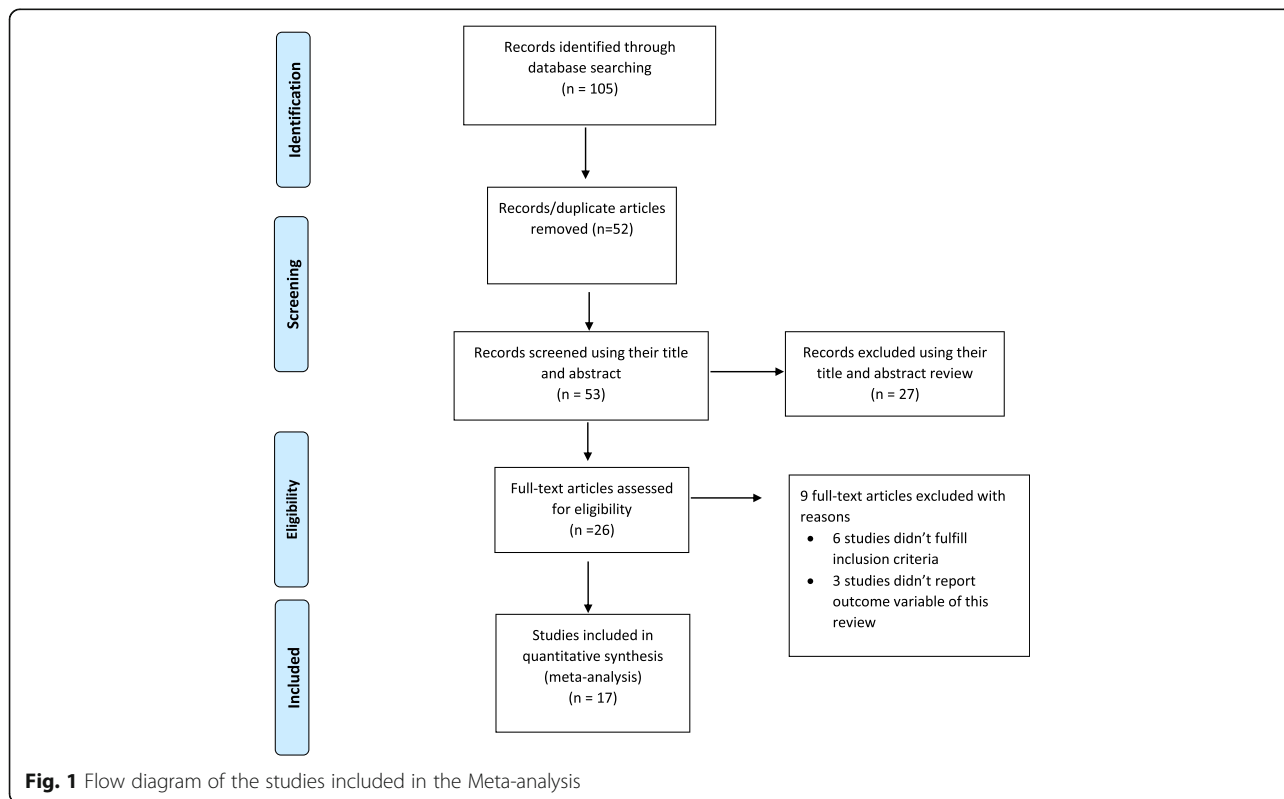 Identification
Records identified through
database searching
(n = 105)
Records/duplicate articles
removed (n=52)
Screening
Records screened using their title
and abstract
(n = 53)
Records excluded using their
title and abstract review
(n = 27)
Eligibility
Full-text articles assessed
for eligibility
(n =26)
9 full-text articles excluded with
reasons
• 6 studies didn’t fulfill
inclusion criteria
• 3 studies didn’t report
outcome variable of this
review
Included
Studies included in
quantitative synthesis
(meta-analysis)
(n = 17)
Fig. 1 Flow diagram of the studies included in the Meta-analysis